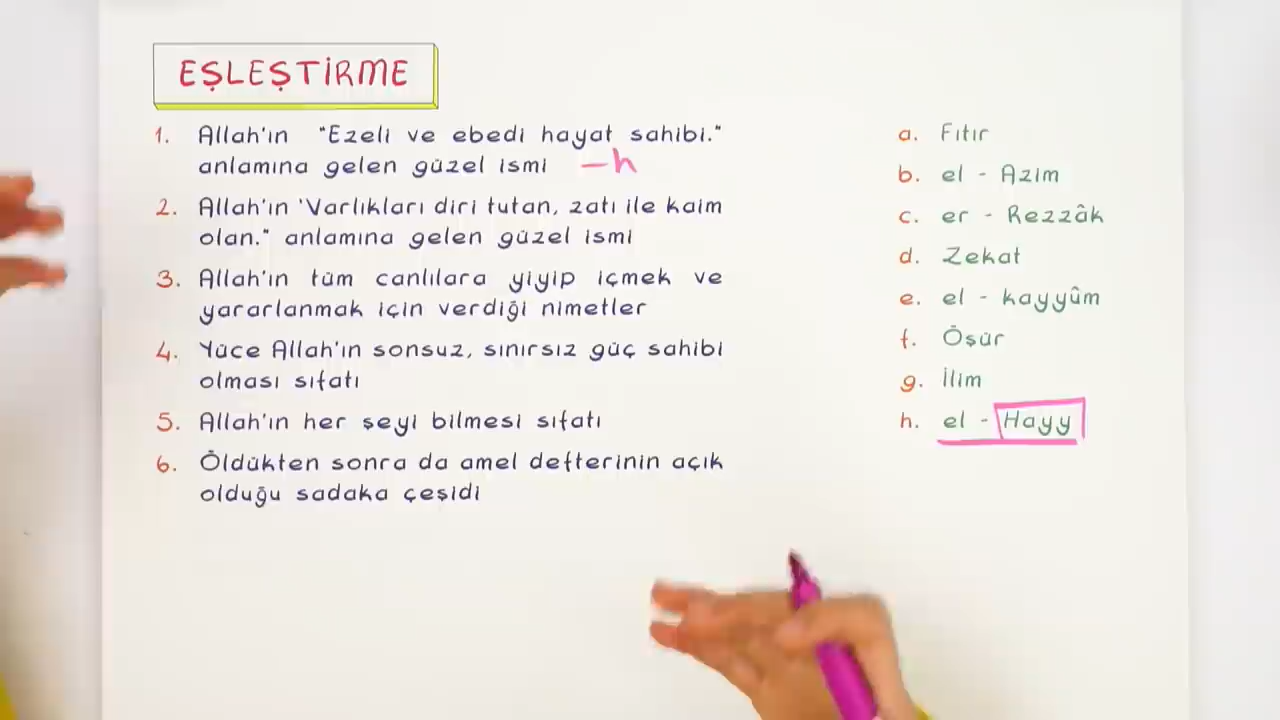 EŞLEŞTİRME
1. Allah'ın "Ezeli ve ebedi hayat sahibi."
anlamına gelen güzel ismi – h
2. Allah'ın 'Varlıkları diri tutan, zatı ile kaim
olan." anlamına gelen güzel ismi
3. Allah'ın tüm canlılara yiyip içmek ve
yararlanmak için verdiği nimetler
4. Yüce Allah'ın sonsuz, sınırsız güç sahibi
olması sıfatı
5. Allah'ın her şeyi bilmesi sıfatı
6. Öldükten sonra da amel defterinin açık
olduğu sadaka çeşidi
a. Fıtır
b. el - Azim
c. er - Rezzâk
d. Zekat
e. el - kayyûm
f. Öşür
g. İlim
h. el - Hayy